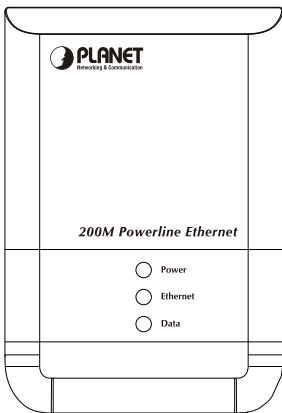 PLANET
Networking & Communication
200M Powerline Ethernet
Power
Ethernet
Data